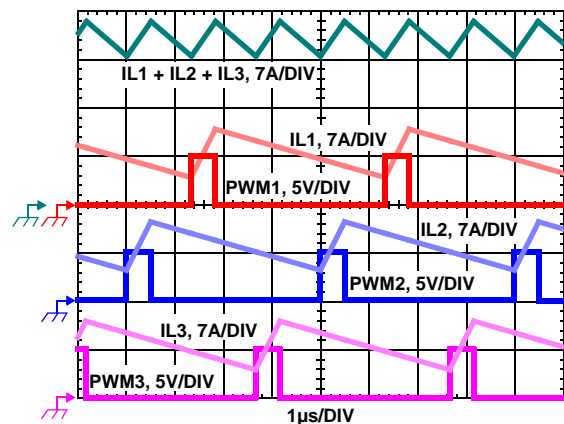 IL1 + IL2 + IL3, 7A/DIV
IL1, 7A/DIV
PWM1, 5V/DIV
IL2, 7A/DIV
PWM2, 5V/DIV
IL3, 7A/DIV
PWM3, 5V/DIV
1µs/DIV